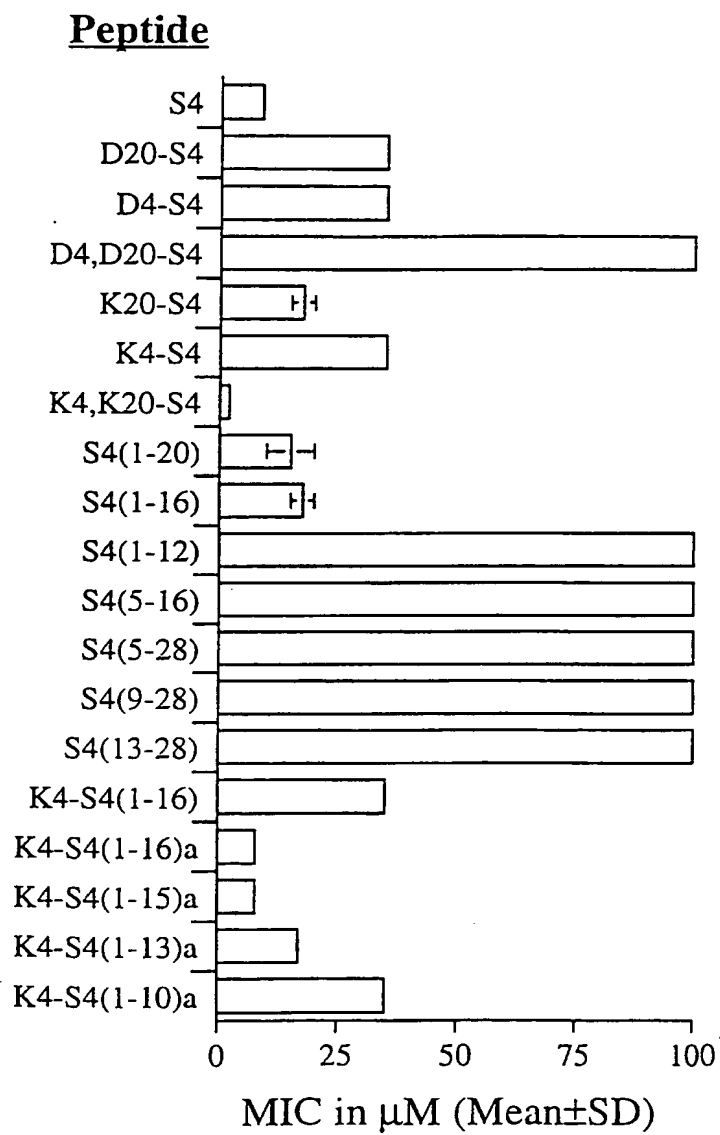 Peptide
S4
D20-S4
D4-S4
D4,D20-S4
K20-S4
K4-S4
K4,K20-S4
S4(1-20)
S4(1-16)
S4(1-12)
S4(5-16)
S4(5-28)
S4(9-28)
S4(13-28)
K4-S4(1-16)
K4-S4(1-16)a
K4-S4(1-15)a
K4-S4(1-13)a
K4-S4(1-10)a
0 25 50 75 100
MIC in µM (Mean±SD)